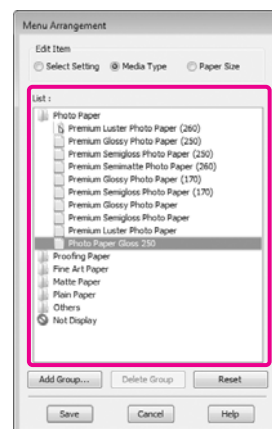 Menu Arrangement
Edit Item
Select Setting Media Type Paper Size
List :
Photo Paper
Premium Luster Photo Paper (260)
Premium Glossy Photo Paper (250)
Premium Semigloss Photo Paper (250)
Premium Semimatte Photo Paper (260)
Premium Glossy Photo Paper (170)
Premium Semigloss Photo Paper (170)
Premium Glossy Photo Paper
Premium Semigloss Photo Paper
Premium Luster Photo Paper
Photo Paper Gloss 250
Proofing Paper
Fine Art Paper
Matte Paper
Plain Paper
Others
Not Display
Add Group... Delete Group Reset
Save Cancel Help